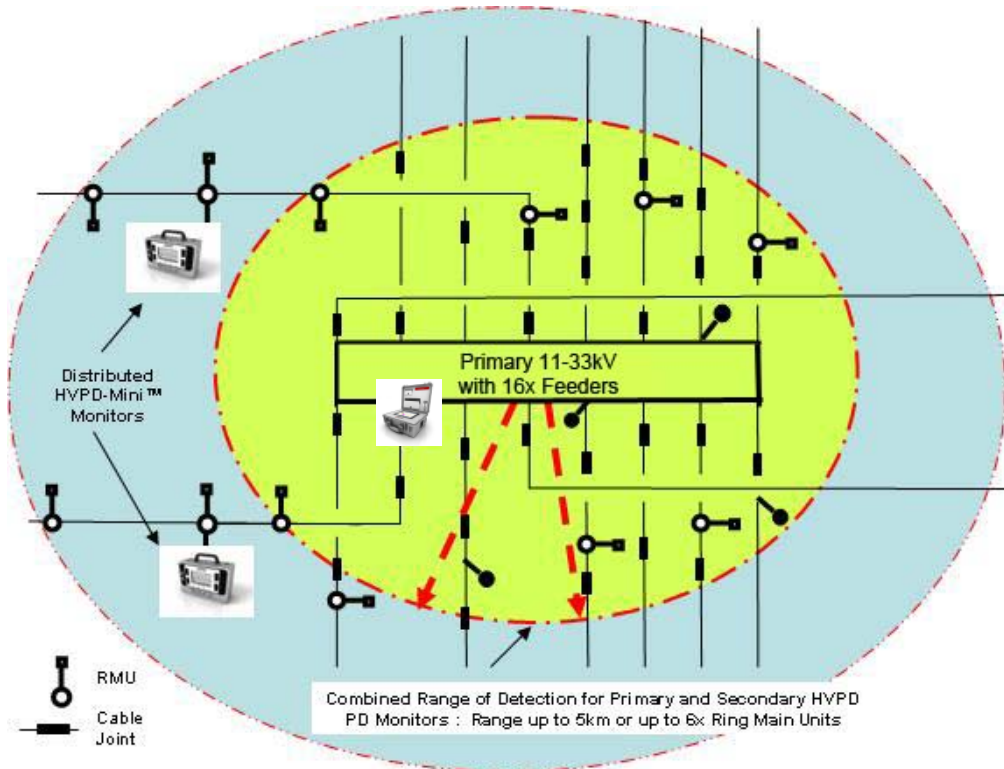 Primary 11-33kV
with 16x Feeders
Distributed
HVPD-Mini™
Monitors
RMU
Cable
Joint
Combined Range of Detection for Primary and Secondary HVPD
PD Monitors : Range up to 5km or up to 6x Ring Main Units